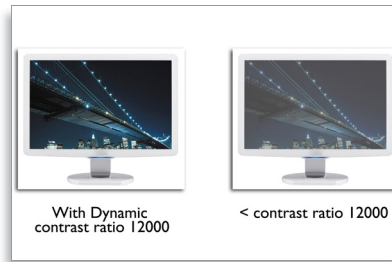 With Dynamic
contrast ratio 12000
< contrast ratio 12000